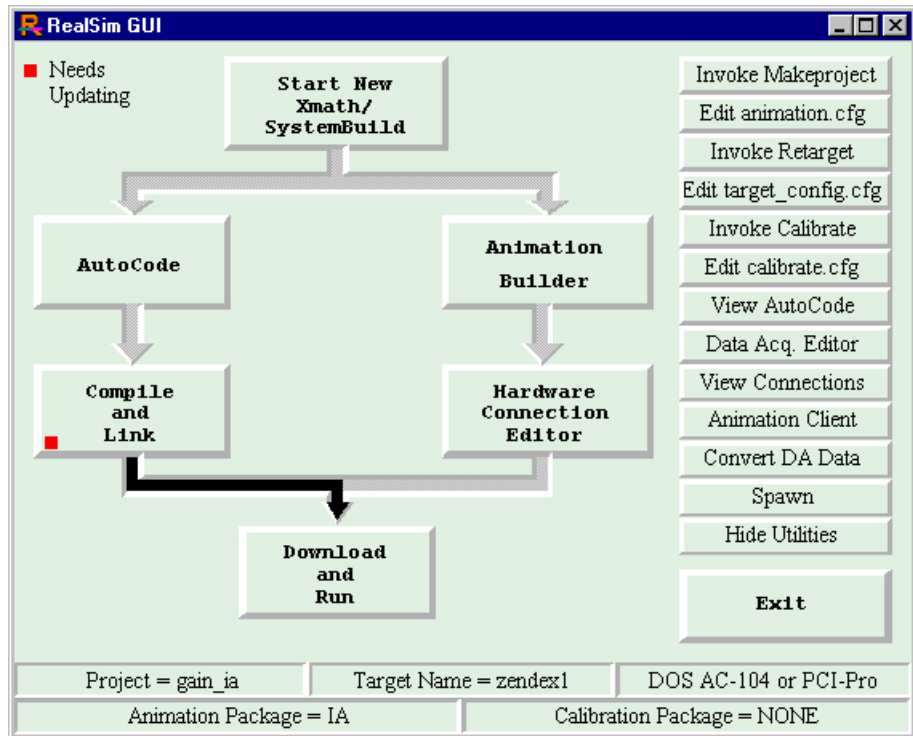 RealSim GUI
Needs
Updating
Start New
Xmath/
SystemBuild
AutoCode
Animation
Builder
Compile
and
Link
Hardware
Connection
Editor
Download
and
Run
Invoke Makeproject
Edit animation.cfg
Invoke Retarget
Edit target_config.cfg
Invoke Calibrate
Edit calibrate.cfg
View AutoCode
Data Acq. Editor
View Connections
Animation Client
Convert DA Data
Spawn
Hide Utilities
Exit
Project = gain_ia
Target Name = zendex1
DOS AC-104 or PCI-Pro
Animation Package = IA
Calibration Package = NONE